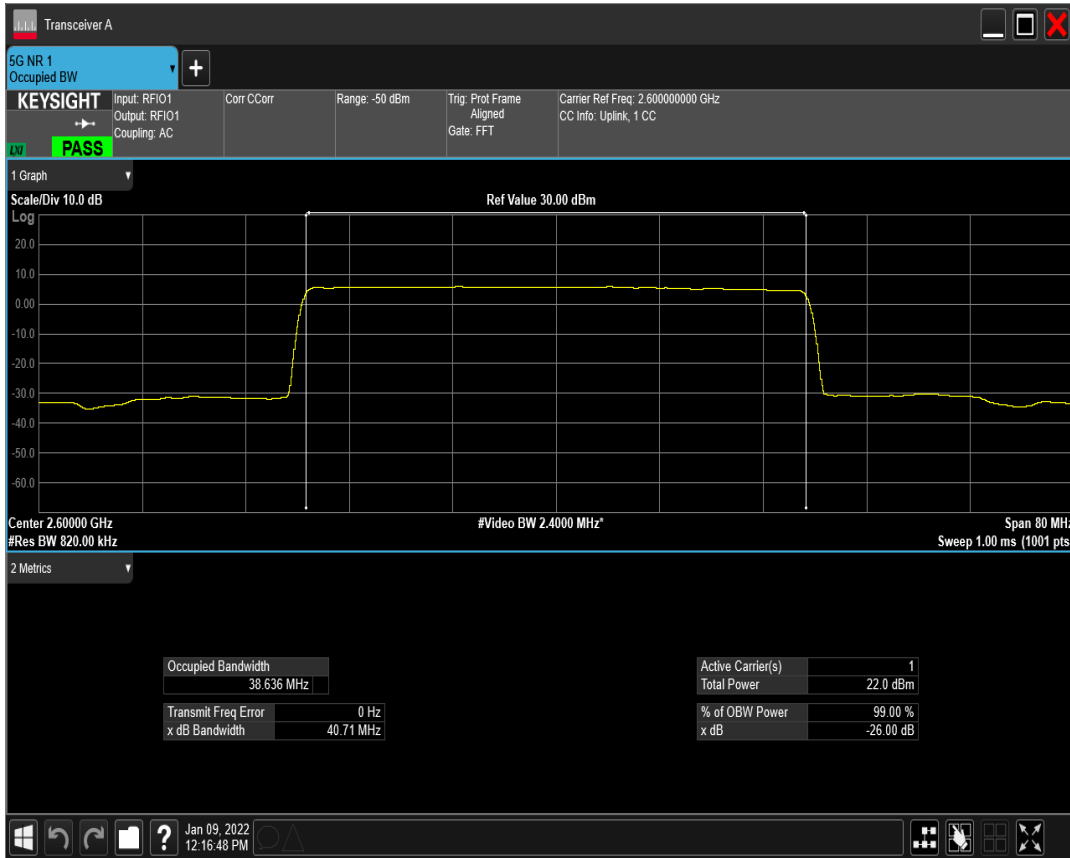 Transceiver A
5G NR 1
Occupied BW
+
KEYSIGHT
LXI
PASS
Input: RFIO1
Output: RFIO1
Coupling: AC
Corr CCorr
Range: -50 dBm
Trig: Prot Frame
Aligned
Gate: FFT
Carrier Ref Freq: 2.600000000 GHz
CC Info: Uplink, 1 CC
1 Graph
Scale/Div 10.0 dB
Ref Value 30.00 dBm
Log
20.0
10.0
0.00
-10.0
-20.0
-30.0
-40.0
-50.0
-60.0
Center 2.60000 GHz
#Video BW 2.4000 MHz*
Span 80 MHz
#Res BW 820.00 kHz
Sweep 1.00 ms (1001 pts
2 Metrics
Occupied Bandwidth
38.636 MHz
Transmit Freq Error 0 Hz
x dB Bandwidth 40.71 MHz
Active Carrier(s) 1
Total Power 22.0 dBm
% of OBW Power 99.00 %
x dB -26.00 dB
?
Jan 09, 2022
12:16:48 PM